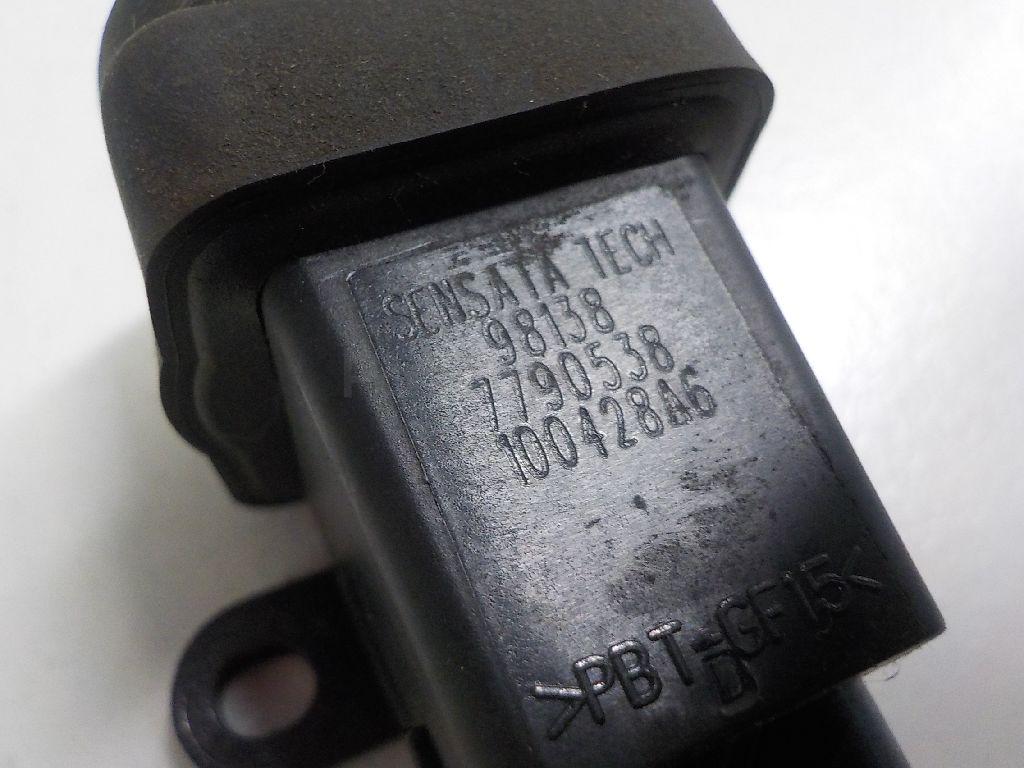 SENSATA TECH
98138
7790538
100428A6
>PBT-GF15<
D